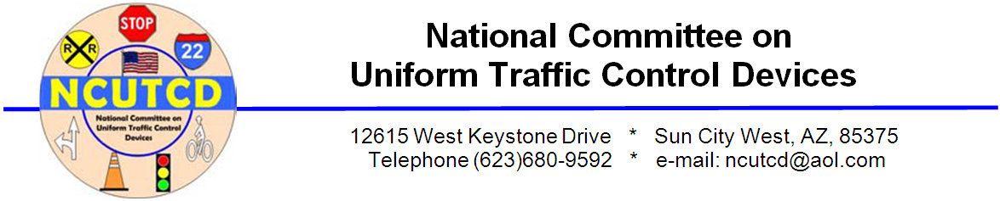 STOP
R R
22
NCUTCD
National Committee on
Uniform Traffic Control
Devices
National Committee on
Uniform Traffic Control Devices
12615 West Keystone Drive * Sun City West, AZ, 85375
Telephone (623)680-9592 * e-mail: ncutcd@aol.com